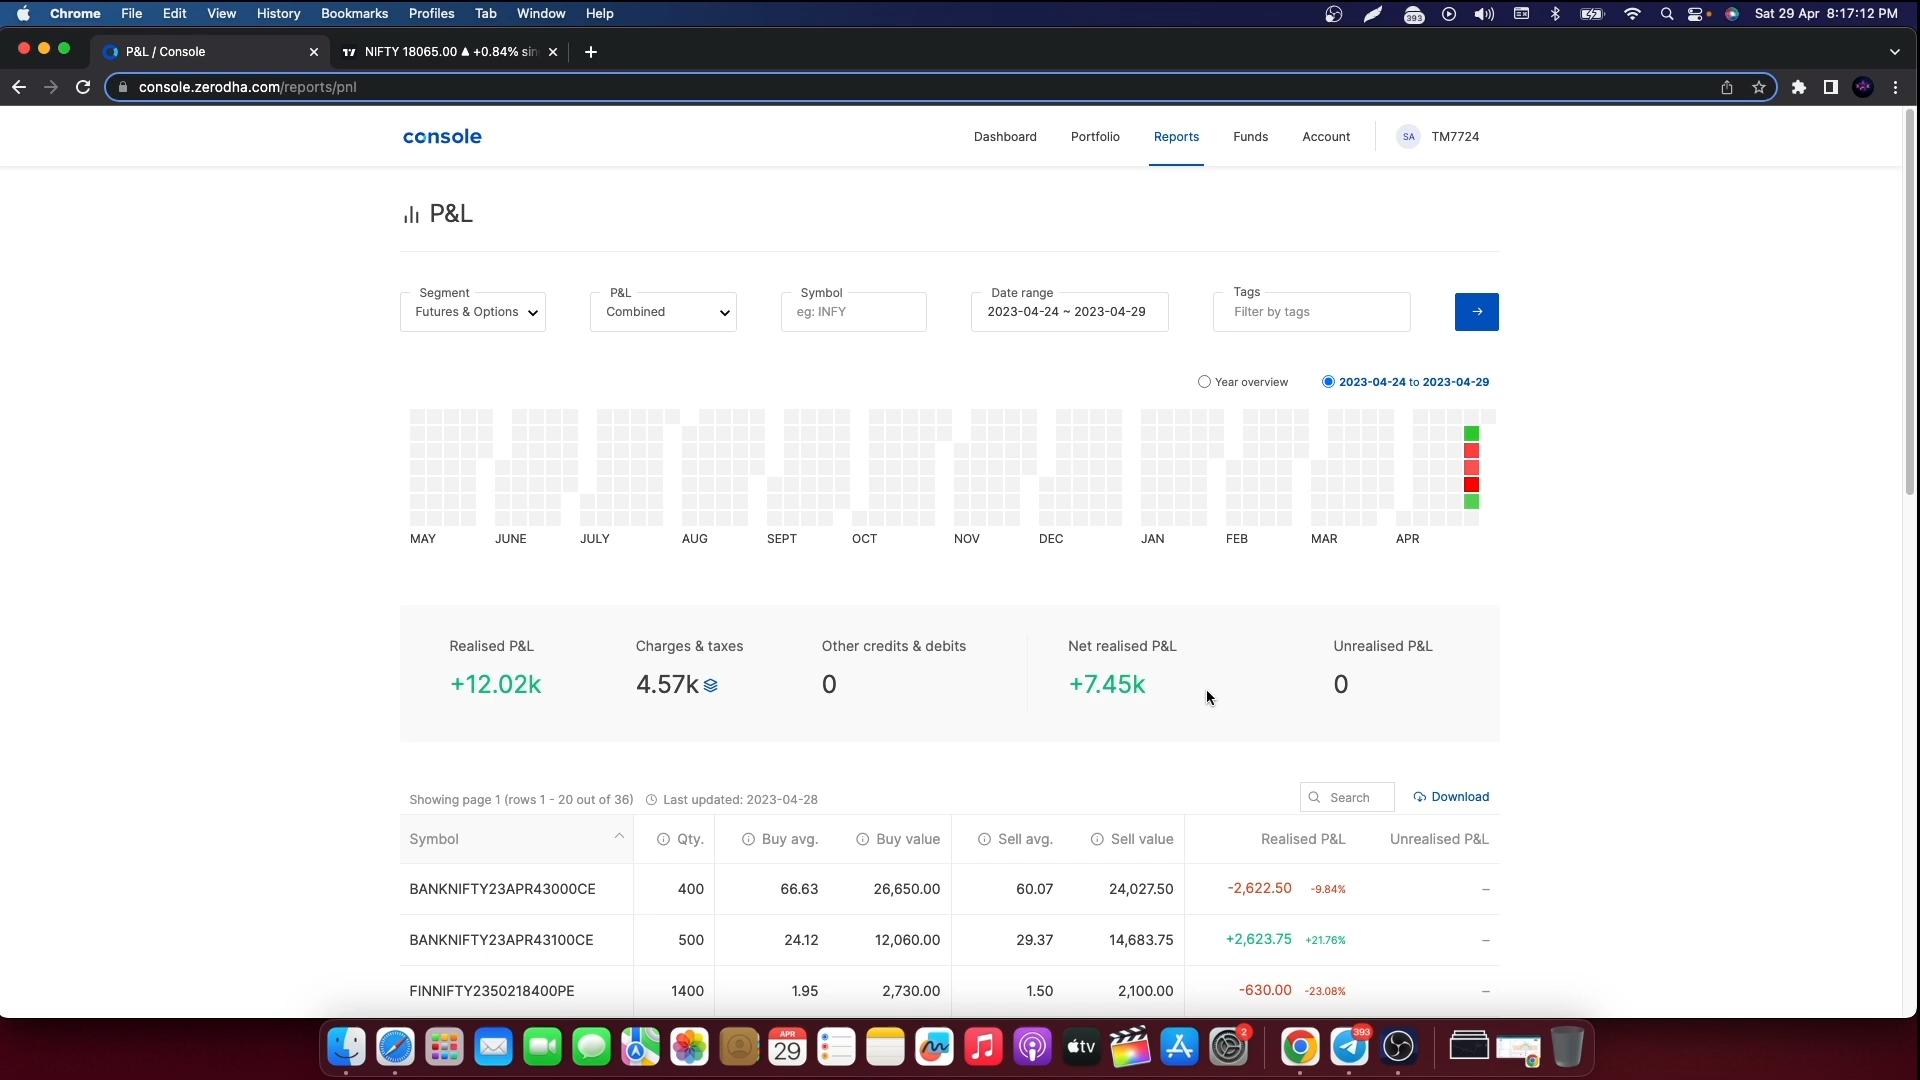 Chrome File Edit View History Bookmarks Profiles Tab Window Help 393 Sat 29 Apr 8:17:12 PM
P&L / Console NIFTY 18065.00 ▲ +0.84%
console.zerodha.com/reports/pnl
console Dashboard Portfolio Reports Funds Account SA TM7724
P&L
Segment P&L Symbol Date range Tags
Futures & Options Combined eg: INFY 2023-04-24 ~ 2023-04-29 Filter by tags
Year overview 2023-04-24 to 2023-04-29
MAY JUNE JULY AUG SEPT OCT NOV DEC JAN FEB MAR APR
Realised P&L Charges & taxes Other credits & debits Net realised P&L Unrealised P&L
+12.02k 4.57k 0 +7.45k 0
Showing page 1 (rows 1 - 20 out of 36) Last updated: 2023-04-28 Search Download
Symbol Qty. Buy avg. Buy value Sell avg. Sell value Realised P&L Unrealised P&L
BANKNIFTY23APR43000CE 400 66.63 26,650.00 60.07 24,027.50 -2,622.50 -9.84% –
BANKNIFTY23APR43100CE 500 24.12 12,060.00 29.37 14,683.75 +2,623.75 +21.76% –
FINNIFTY2350218400PE 1400 1.95 2,730.00 1.50 2,100.00 -630.00 -23.08% –
APR 29 tv 2 393